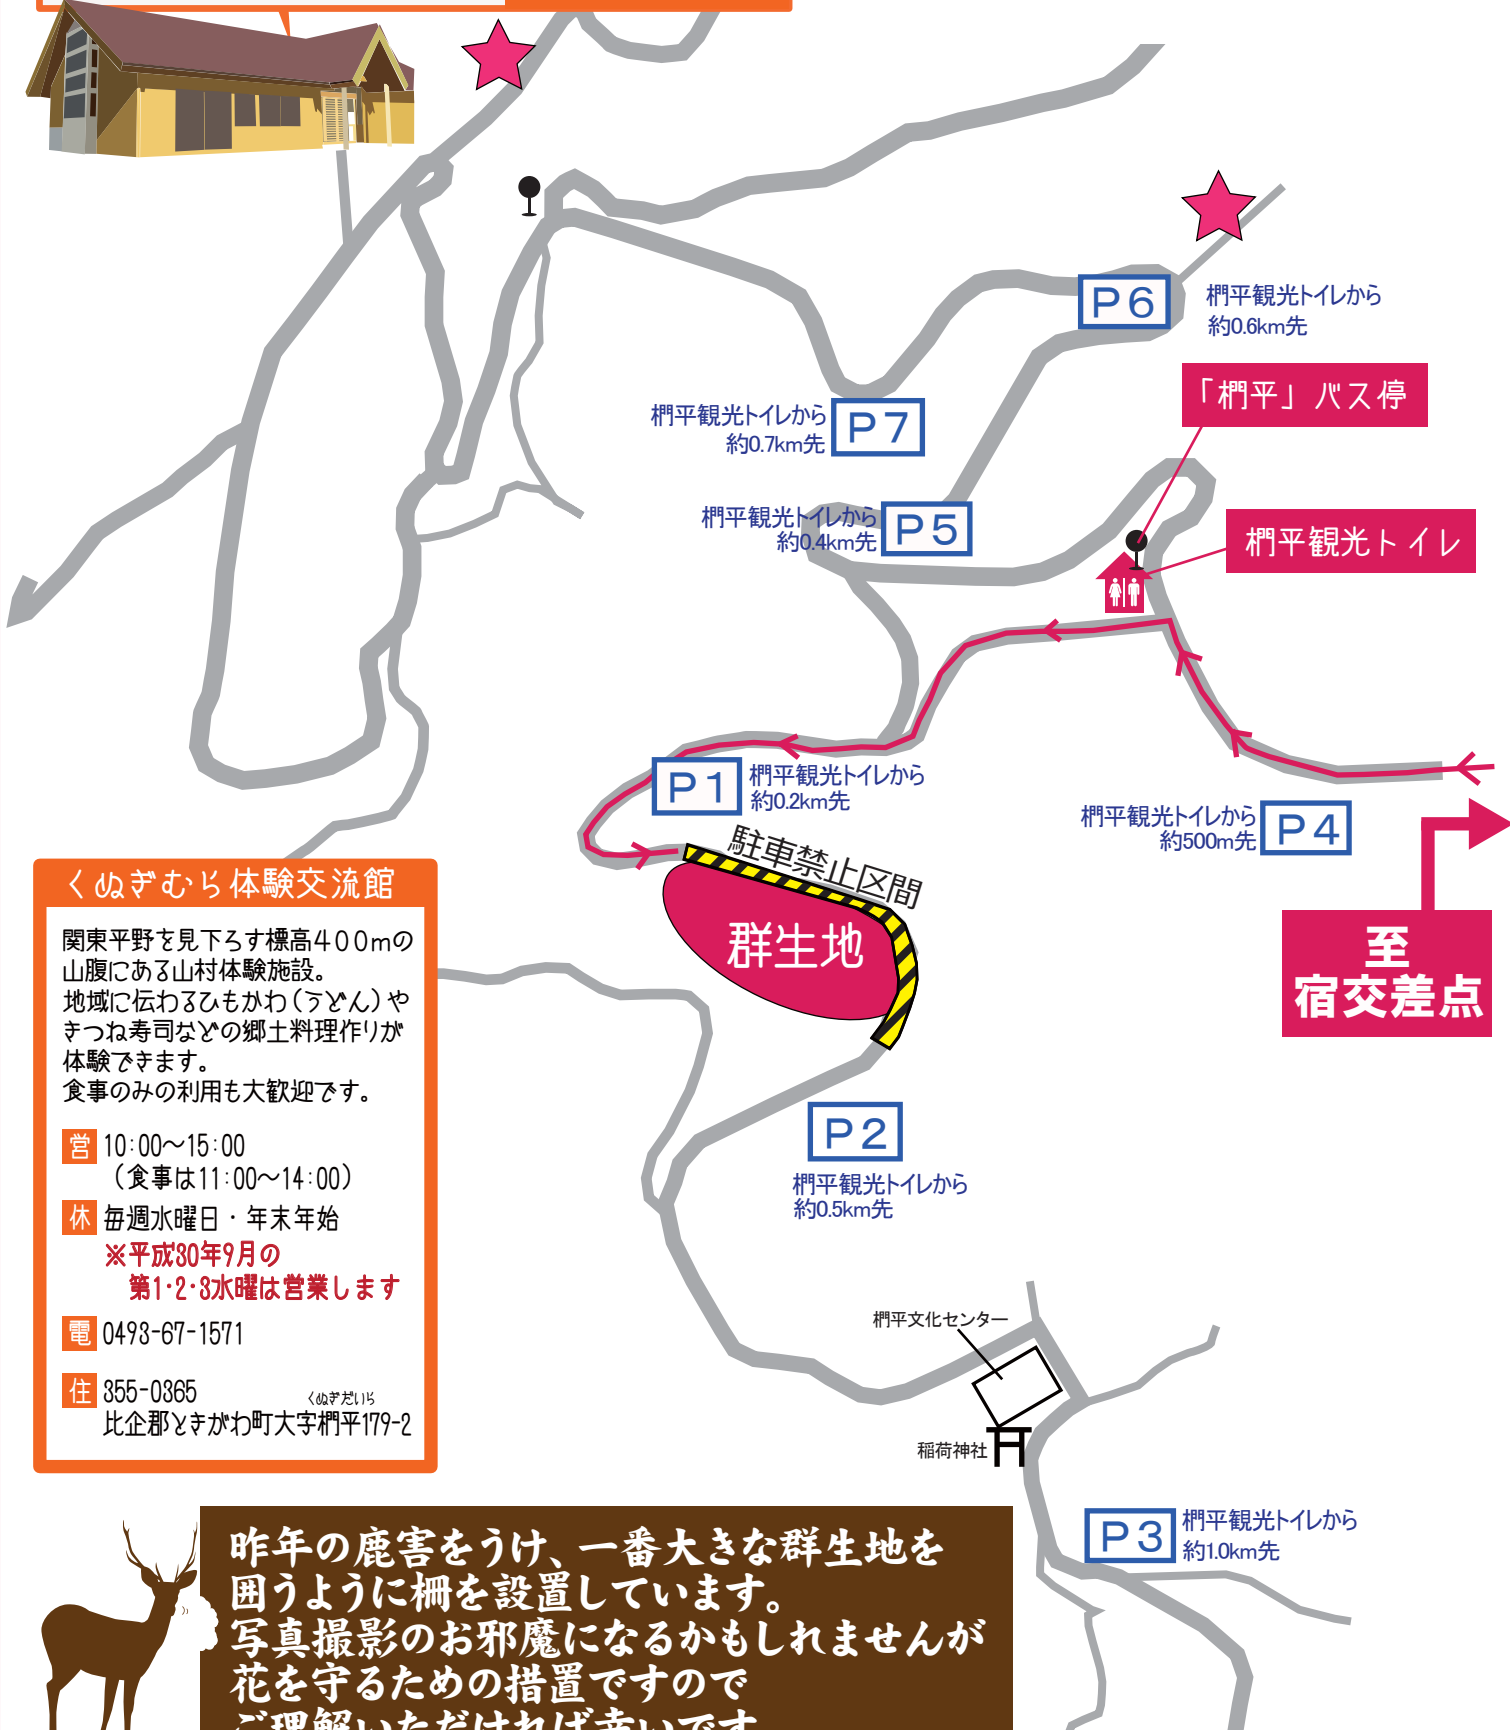 P6
椚平観光トイレから
約0.6km先
「椚平」バス停
椚平観光トイレから
約0.7km先
P7
椚平観光トイレから
約0.4km先
P5
椚平観光トイレ
P1
椚平観光トイレから
約0.2km先
椚平観光トイレから
約500m先
P4
駐車禁止区間
群生地
至
宿交差点
くぬぎむら体験交流館
関東平野を見下ろす標高400mの
山腹にある山村体験施設。
地域に伝わるひもかわ(うどん)や
きつね寿司などの郷土料理作りが
体験できます。
食事のみの利用も大歓迎です。
営 10:00〜15:00
(食事は11:00〜14:00)
休 毎週水曜日・年末年始
※平成30年9月の
第1・2・3水曜は営業します
電 0493-67-1571
住 355-0365
くぬぎだいら
比企郡ときがわ町大字椚平179-2
P2
椚平観光トイレから
約0.5km先
椚平文化センター
稲荷神社
P3
椚平観光トイレから
約1.0km先
昨年の鹿害をうけ、一番大きな群生地を
囲うように柵を設置しています。
写真撮影のお邪魔になるかもしれませんが
花を守るための措置ですので
ご理解いただければ幸いです